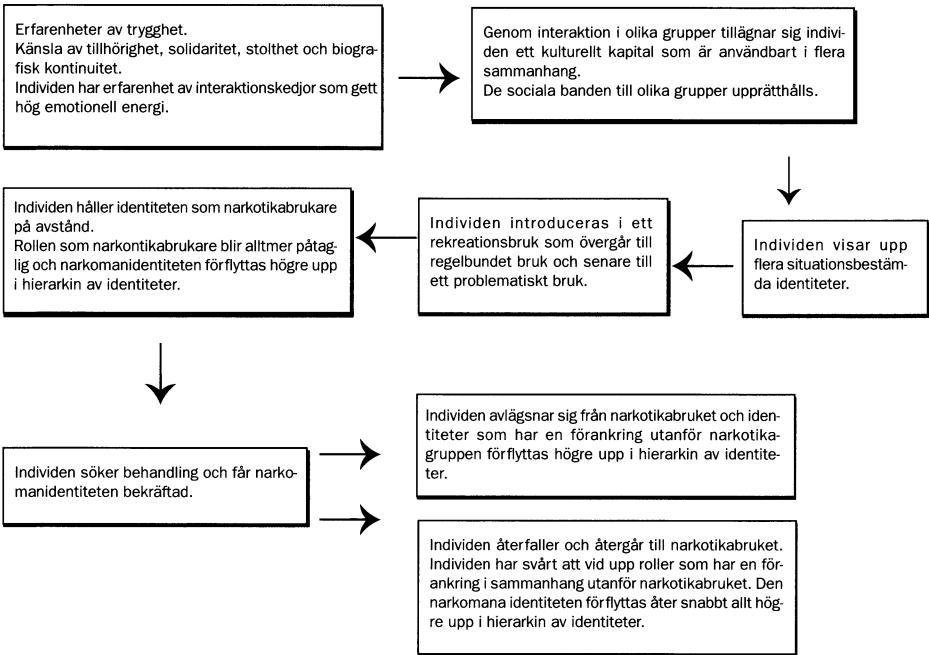 Erfarenheter av trygghet.
Känsla av tillhörighet, solidaritet, stolthet och biogra-
fisk kontinuitet.
Individen har erfarenhet av interaktionskedjor som gett
hög emotionell energi.
Genom interaktion i olika grupper tillägnar sig indivi-
den ett kulturellt kapital som är användbart i flera
sammanhang.
De sociala banden till olika grupper upprätthålls.
Individen visar upp
flera situationsbestäm-
da identiteter.
Individen introduceras i ett
rekreationsbruk som övergår till
regelbundet bruk och senare till
ett problematiskt bruk.
Individen håller identiteten som narkotikabrukare
på avstånd.
Rollen som narkontikabrukare blir alltmer påtag-
lig och narkomanidentiteten förflyttas högre upp
i hierarkin av identiteter.
Individen söker behandling och får narko-
manidentiteten bekräftad.
Individen avlägsnar sig från narkotikabruket och iden-
titeter som har en förankring utanför narkotika-
gruppen förflyttas högre upp i hierarkin av identite-
ter.
Individen återfaller och återgår till narkotikabruket.
Individen har svårt att vid upp roller som har en för-
ankring i sammanhang utanför narkotikabruket. Den
narkomana identiteten förflyttas åter snabbt allt hög-
re upp i hierarkin av identiteter.